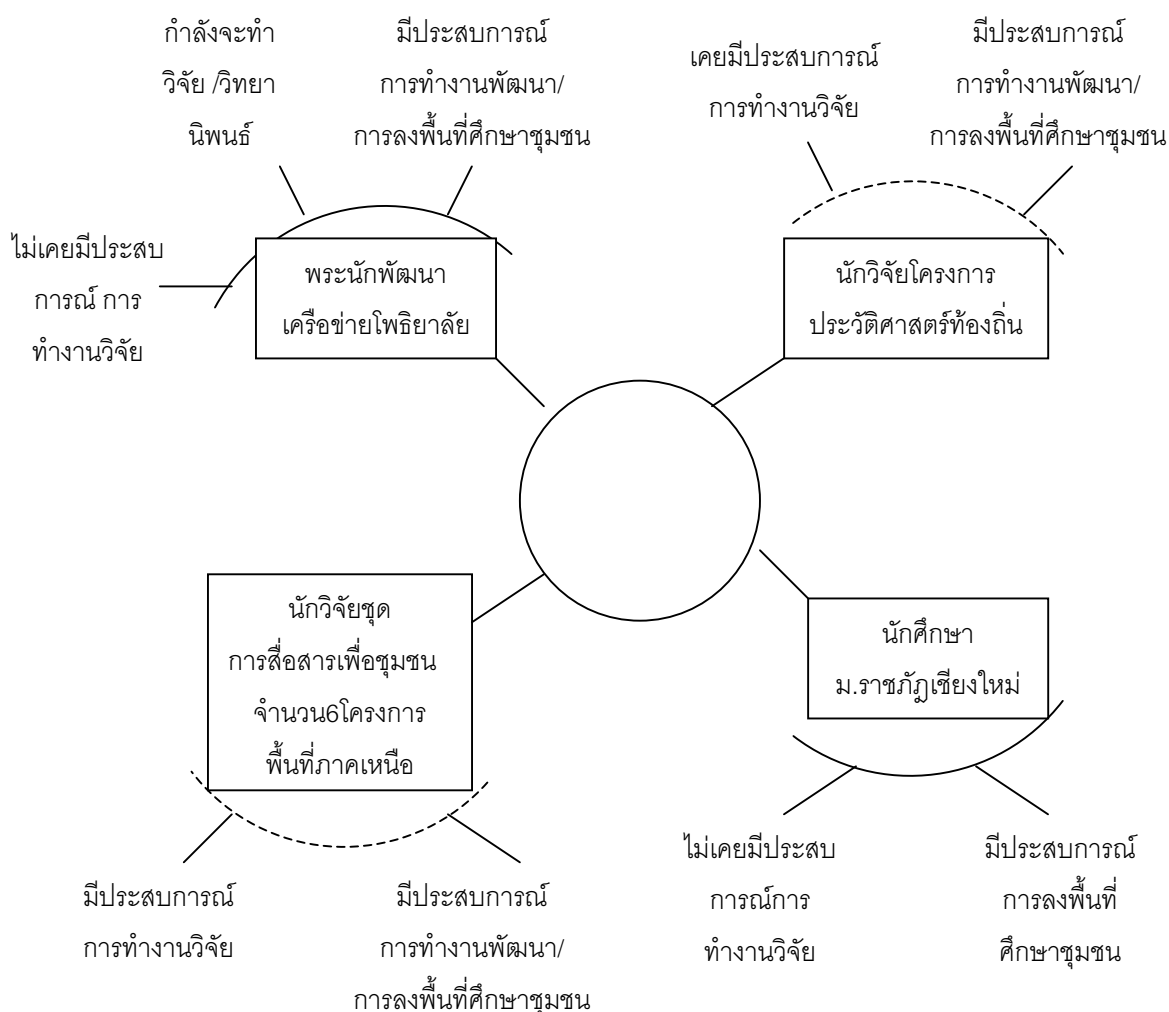 กำลังจะทำ
วิจัย /วิทยา
นิพนธ์
มีประสบการณ์
การทำงานพัฒนา/
การลงพื้นที่ศึกษาชุมชน
เคยมีประสบการณ์
การทำงานวิจัย
มีประสบการณ์
การทำงานพัฒนา/
การลงพื้นที่ศึกษาชุมชน
ไม่เคยมีประสบ
การณ์ การ
ทำงานวิจัย
พระนักพัฒนา
เครือข่ายโพธิยาลัย
นักวิจัยโครงการ
ประวัติศาสตร์ท้องถิ่น
นักวิจัยชุด
การสื่อสารเพื่อชุมชน
จำนวน6โครงการ
พื้นที่ภาคเหนือ
นักศึกษา
ม.ราชภัฏเชียงใหม่
มีประสบการณ์
การทำงานวิจัย
มีประสบการณ์
การทำงานพัฒนา/
การลงพื้นที่ศึกษาชุมชน
ไม่เคยมีประสบ
การณ์การ
ทำงานวิจัย
มีประสบการณ์
การลงพื้นที่
ศึกษาชุมชน